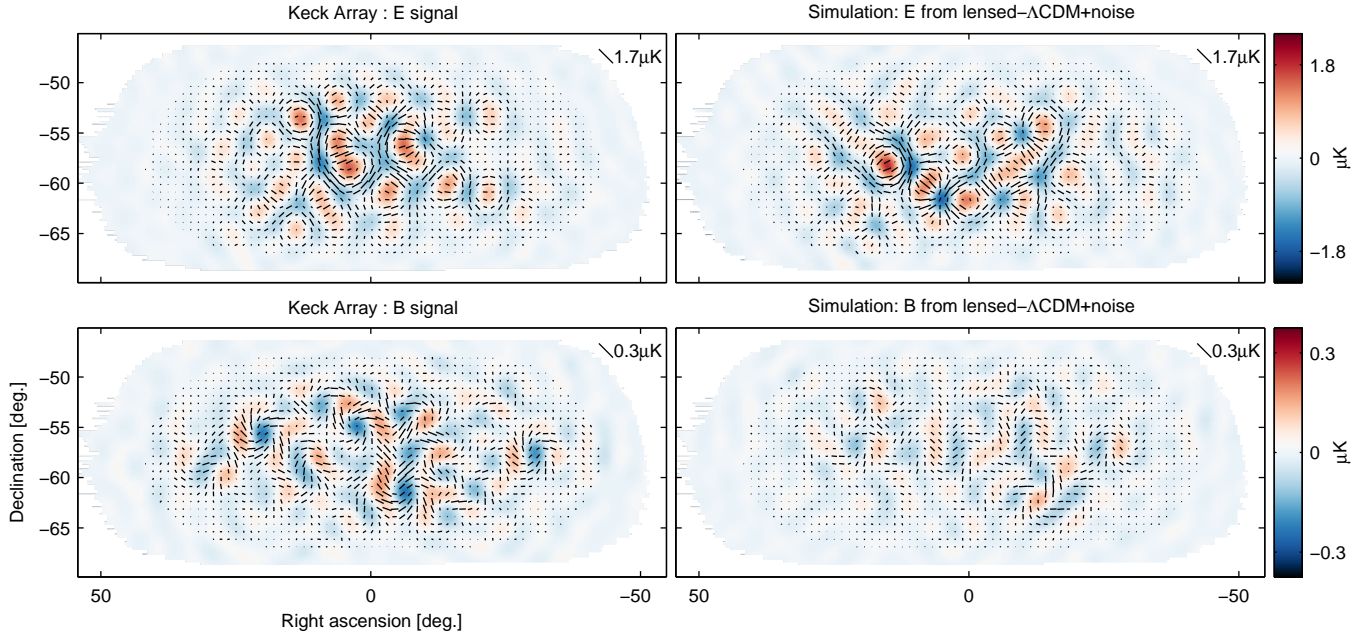 Keck Array : E signal
Simulation: E from lensed−ΛCDM+noise
1.7μK
1.7μK
−50
−55
−60
−65
1.8
0
−1.8
μK
Keck Array : B signal
Simulation: B from lensed−ΛCDM+noise
0.3μK
0.3μK
−50
−55
−60
−65
Declination [deg.]
0.3
0
−0.3
μK
50
0
−50
50
0
−50
Right ascension [deg.]